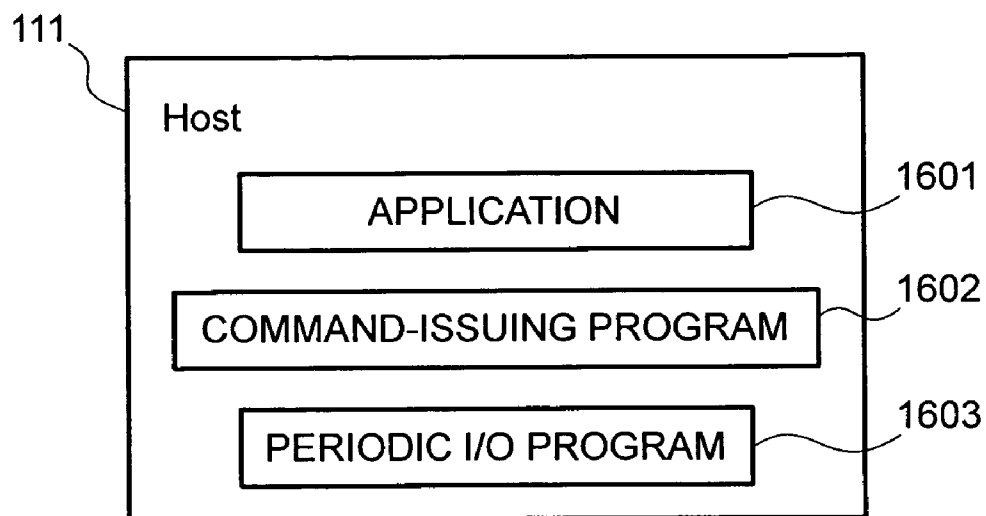 111
Host
APPLICATION
1601
COMMAND-ISSUING PROGRAM
1602
PERIODIC I/O PROGRAM
1603